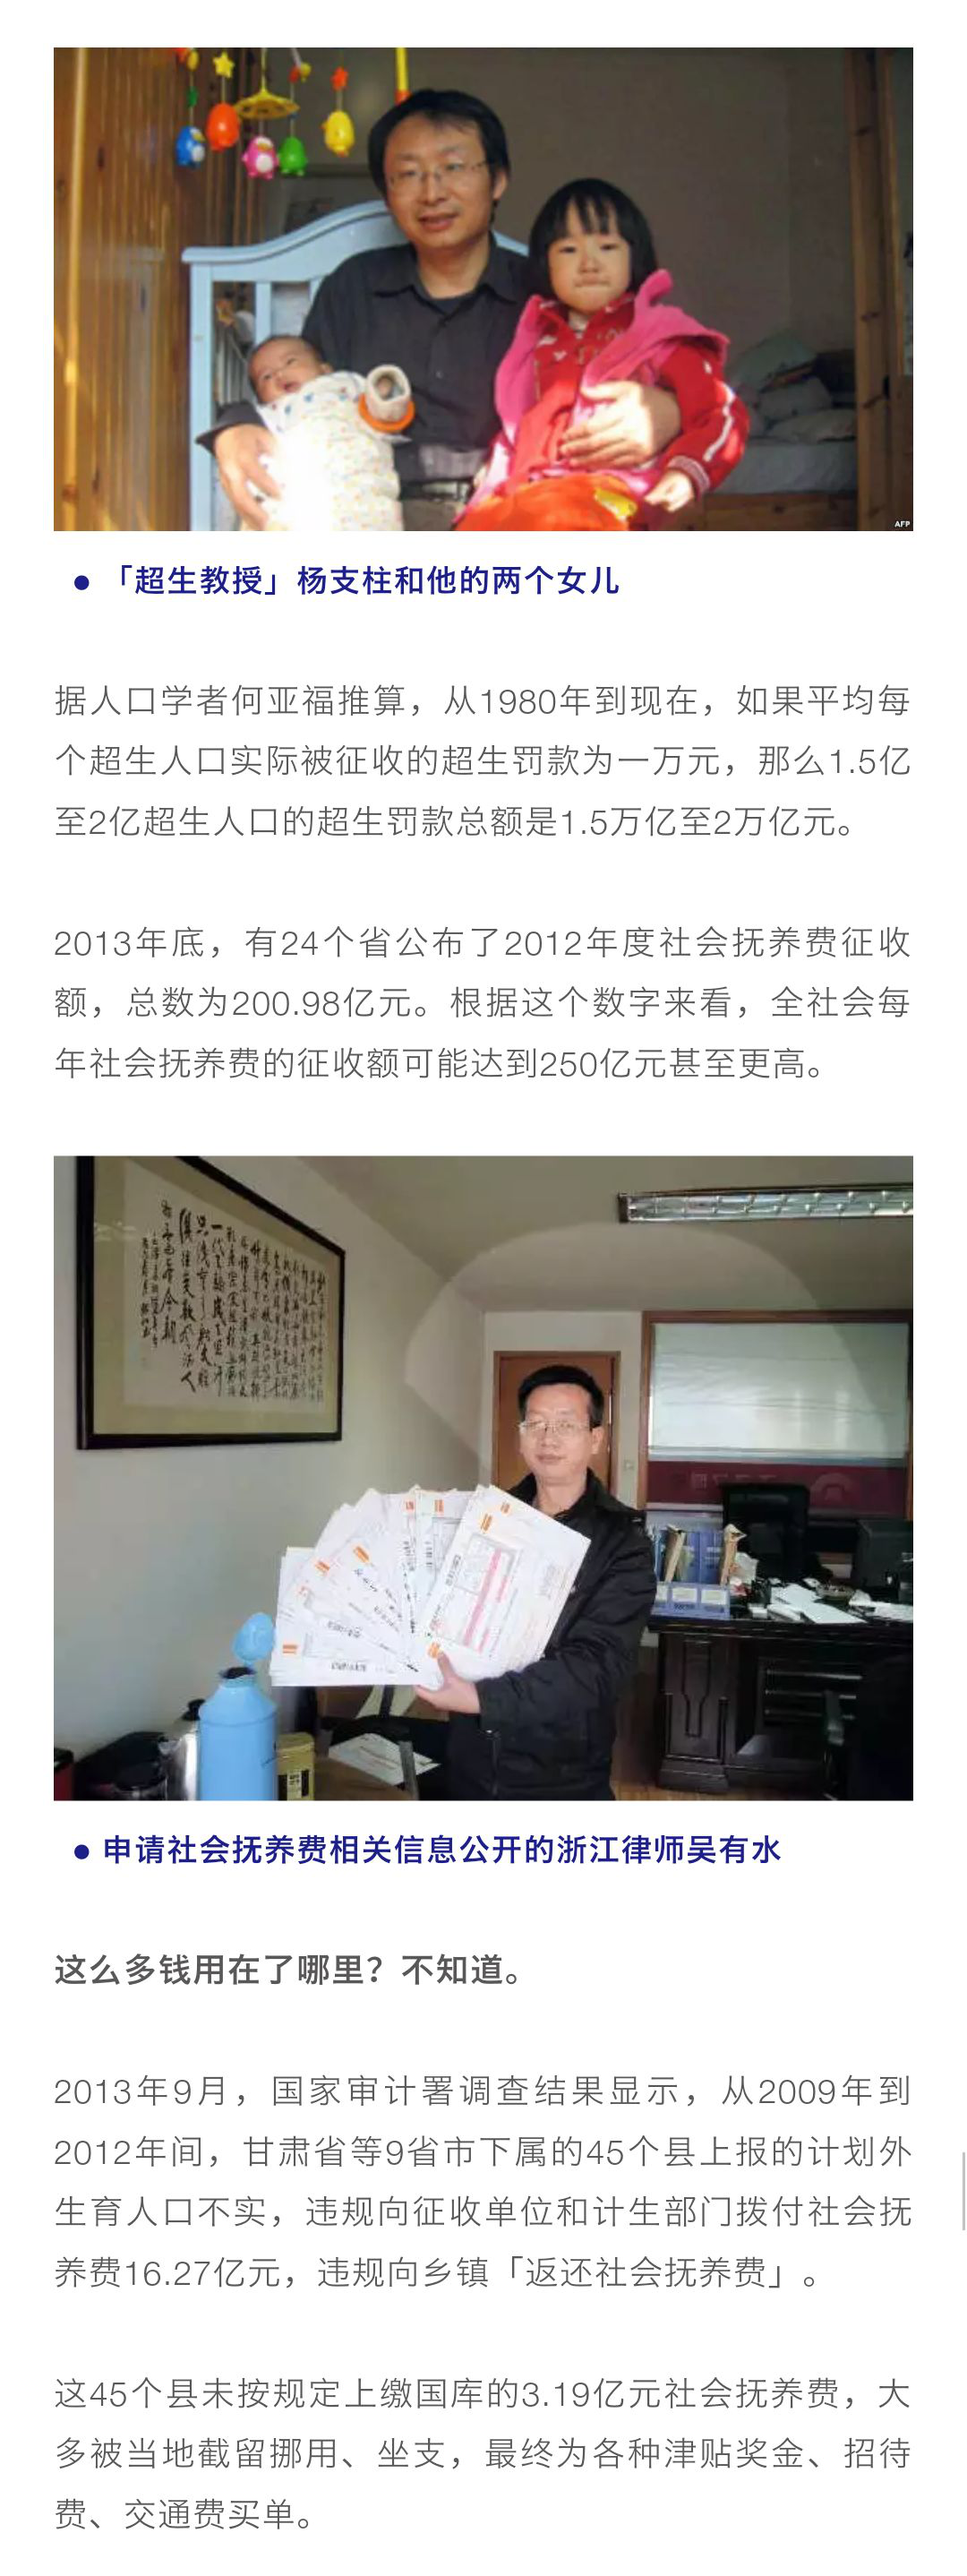 AFP
●「超生教授」杨支柱和他的两个女儿
据人口学者何亚福推算，从1980年到现在，如果平均每
个超生人口实际被征收的超生罚款为一万元，那么1.5亿
至2亿超生人口的超生罚款总额是1.5万亿至2万亿元。
2013年底，有24个省公布了2012年度社会抚养费征收
额，总数为200.98亿元。根据这个数字来看，全社会每
年社会抚养费的征收额可能达到250亿元甚至更高。
● 申请社会抚养费相关信息公开的浙江律师吴有水
这么多钱用在了哪里？不知道。
2013年9月，国家审计署调查结果显示，从2009年到
2012年间，甘肃省等9省市下属的45个县上报的计划外
生育人口不实，违规向征收单位和计生部门拨付社会抚
养费16.27亿元，违规向乡镇「返还社会抚养费」。
这45个县未按规定上缴国库的3.19亿元社会抚养费，大
多被当地截留挪用、坐支，最终为各种津贴奖金、招待
费、交通费买单。